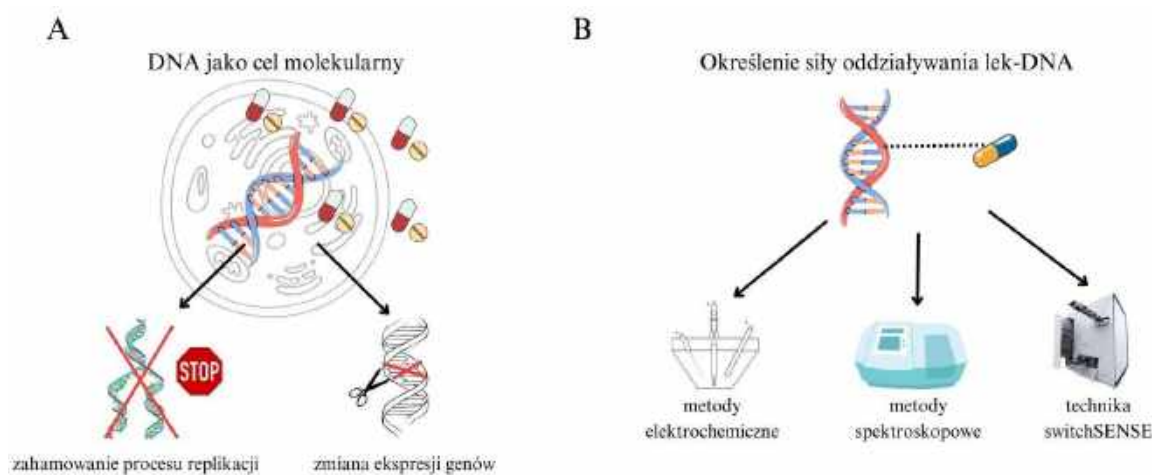 A
DNA jako cel molekularny
STOP
zahamowanie procesu replikacji
zmiana ekspresji genów
B
Określenie siły oddziaływania lek-DNA
metody
elektrochemiczne
metody
spektroskopowe
technika
switchSENSE